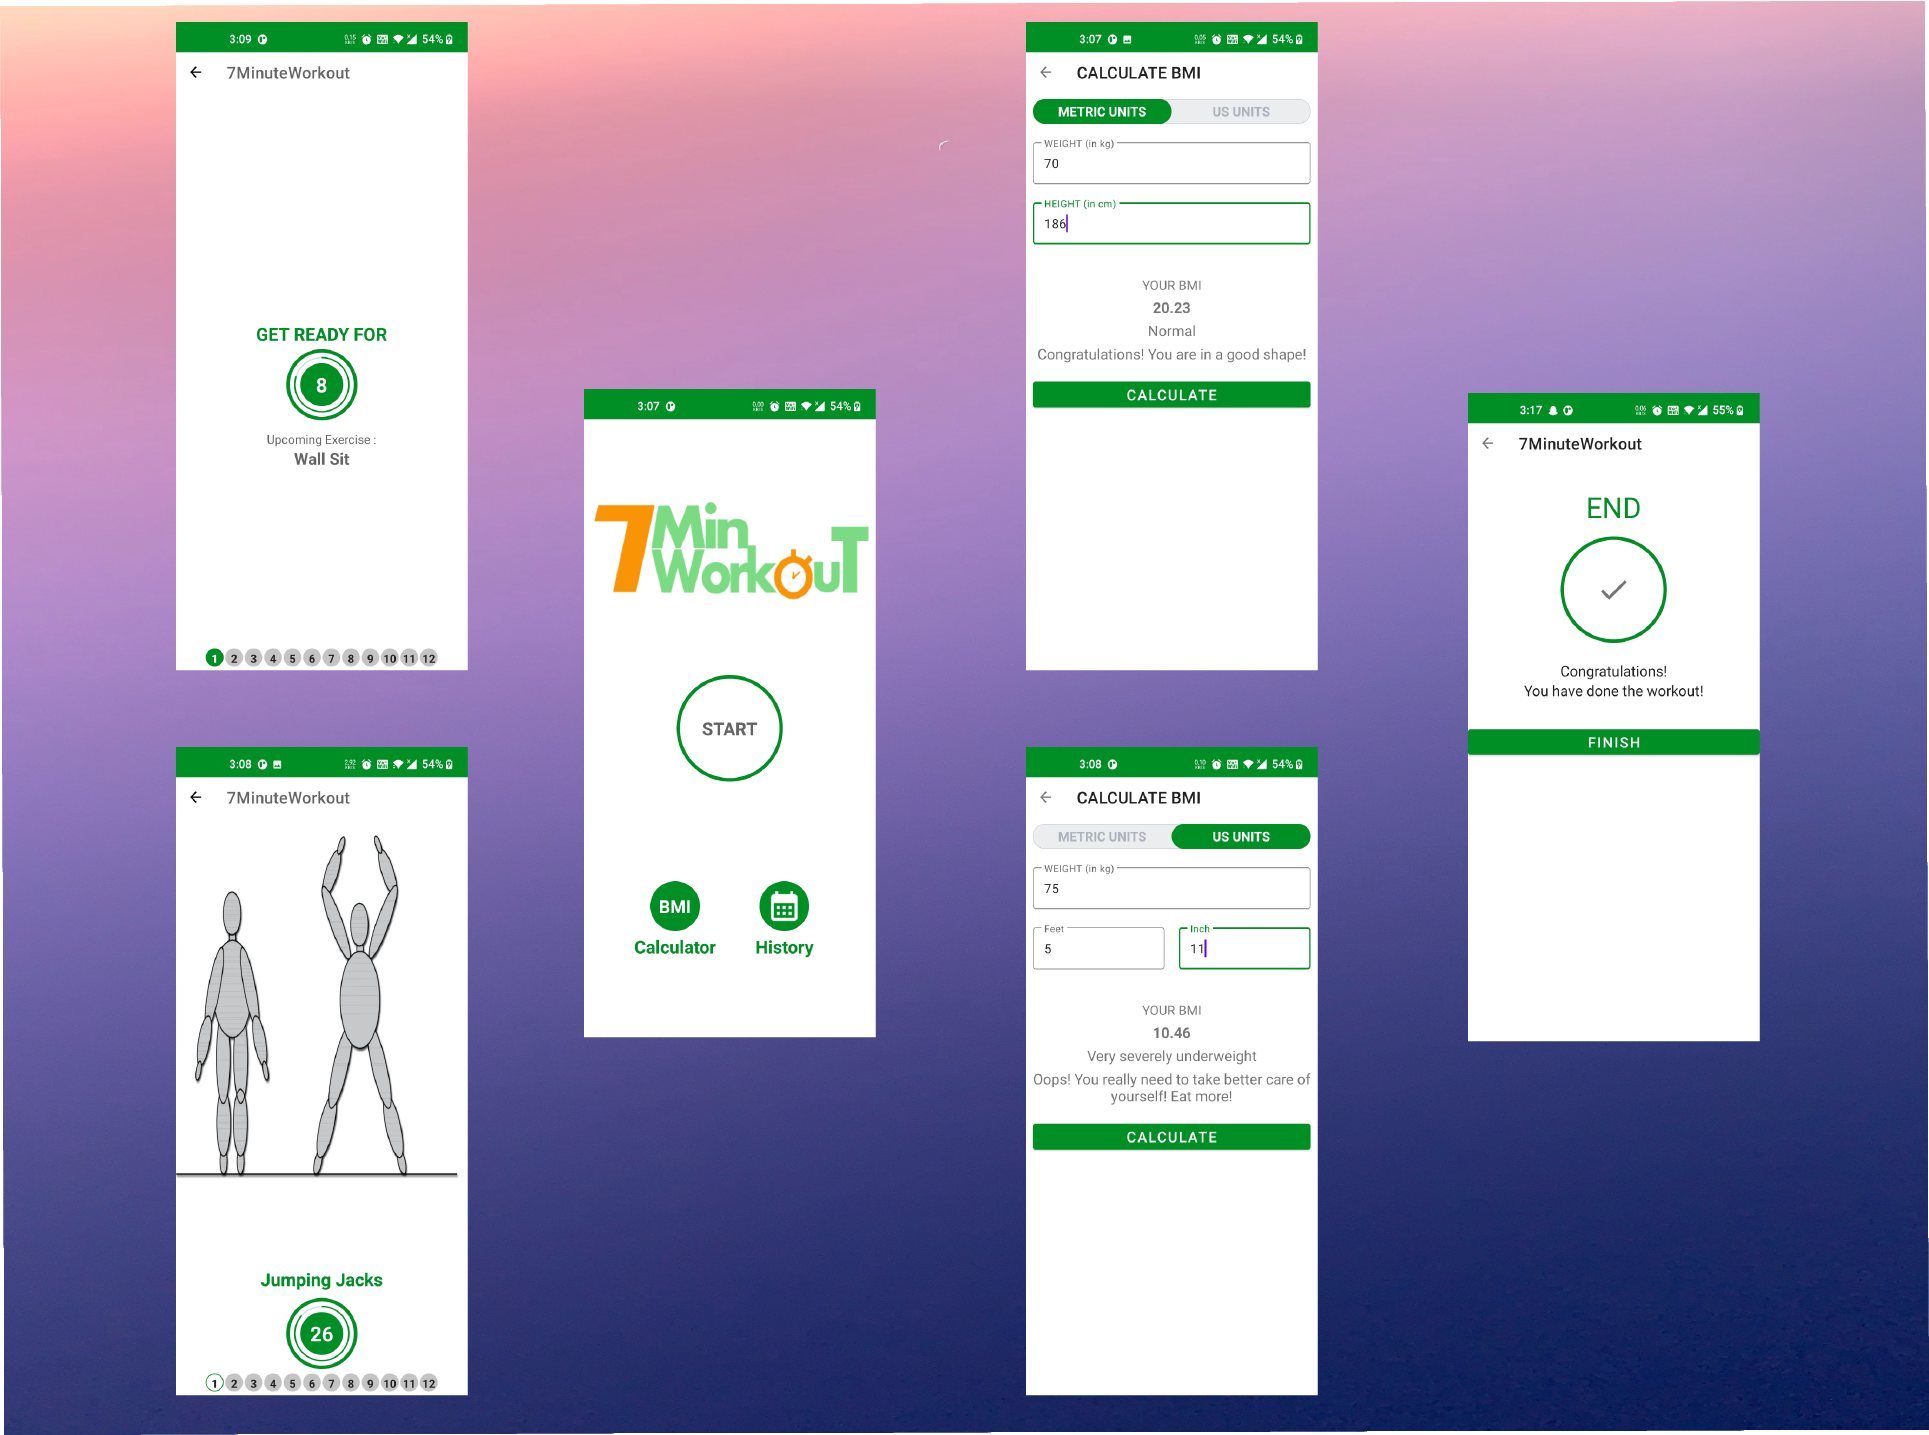 3:09
54%
7MinuteWorkout
GET READY FOR
8
Upcoming Exercise :
Wall Sit
1 2 3 4 5 6 7 8 9 10 11 12
3:08
54%
7MinuteWorkout
Jumping Jacks
26
1 2 3 4 5 6 7 8 9 10 11 12
3:07
54%
7 Min
WorkouT
START
BMI
Calculator
History
3:07
54%
CALCULATE BMI
METRIC UNITS
US UNITS
WEIGHT (in kg)
70
HEIGHT (in cm)
186
YOUR BMI
20.23
Normal
Congratulations! You are in a good shape!
CALCULATE
3:08
54%
CALCULATE BMI
METRIC UNITS
US UNITS
WEIGHT (in kg)
75
Feet
5
Inch
11
YOUR BMI
10.46
Very severely underweight
Oops! You really need to take better care of
yourself! Eat more!
CALCULATE
3:17
55%
7MinuteWorkout
END
Congratulations!
You have done the workout!
FINISH